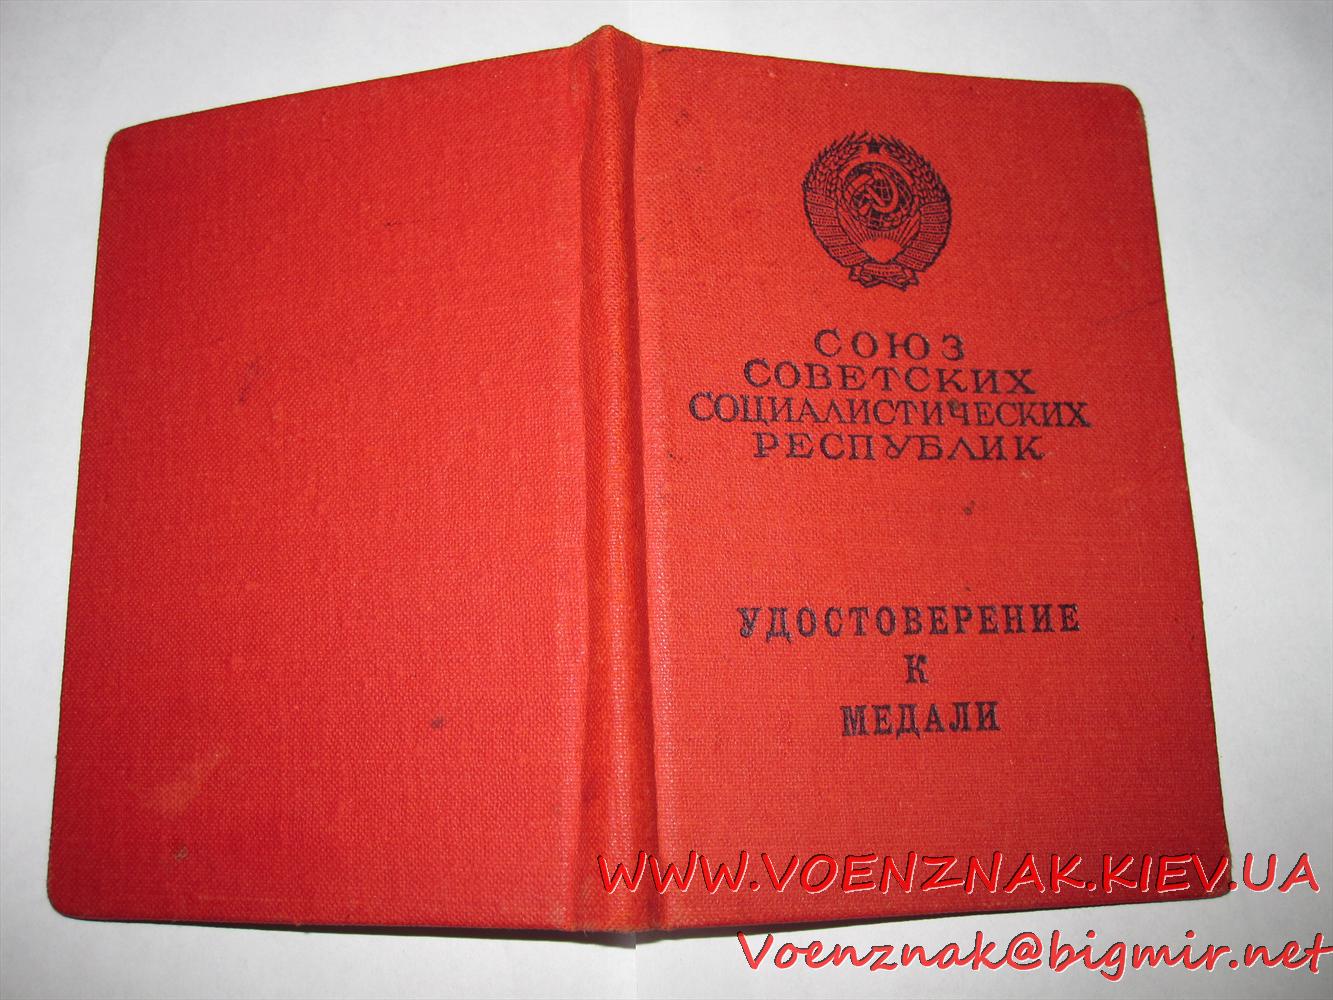 СОЮЗ
СОВЕТСКИХ
СОЦИАЛИСТИЧЕСКИХ
РЕСПУБЛИК
УДОСТОВЕРЕНИЕ
К
МЕДАЛИ
WWW.VOENZNAK.KIEV.UA
Voenznak@bigmir.net